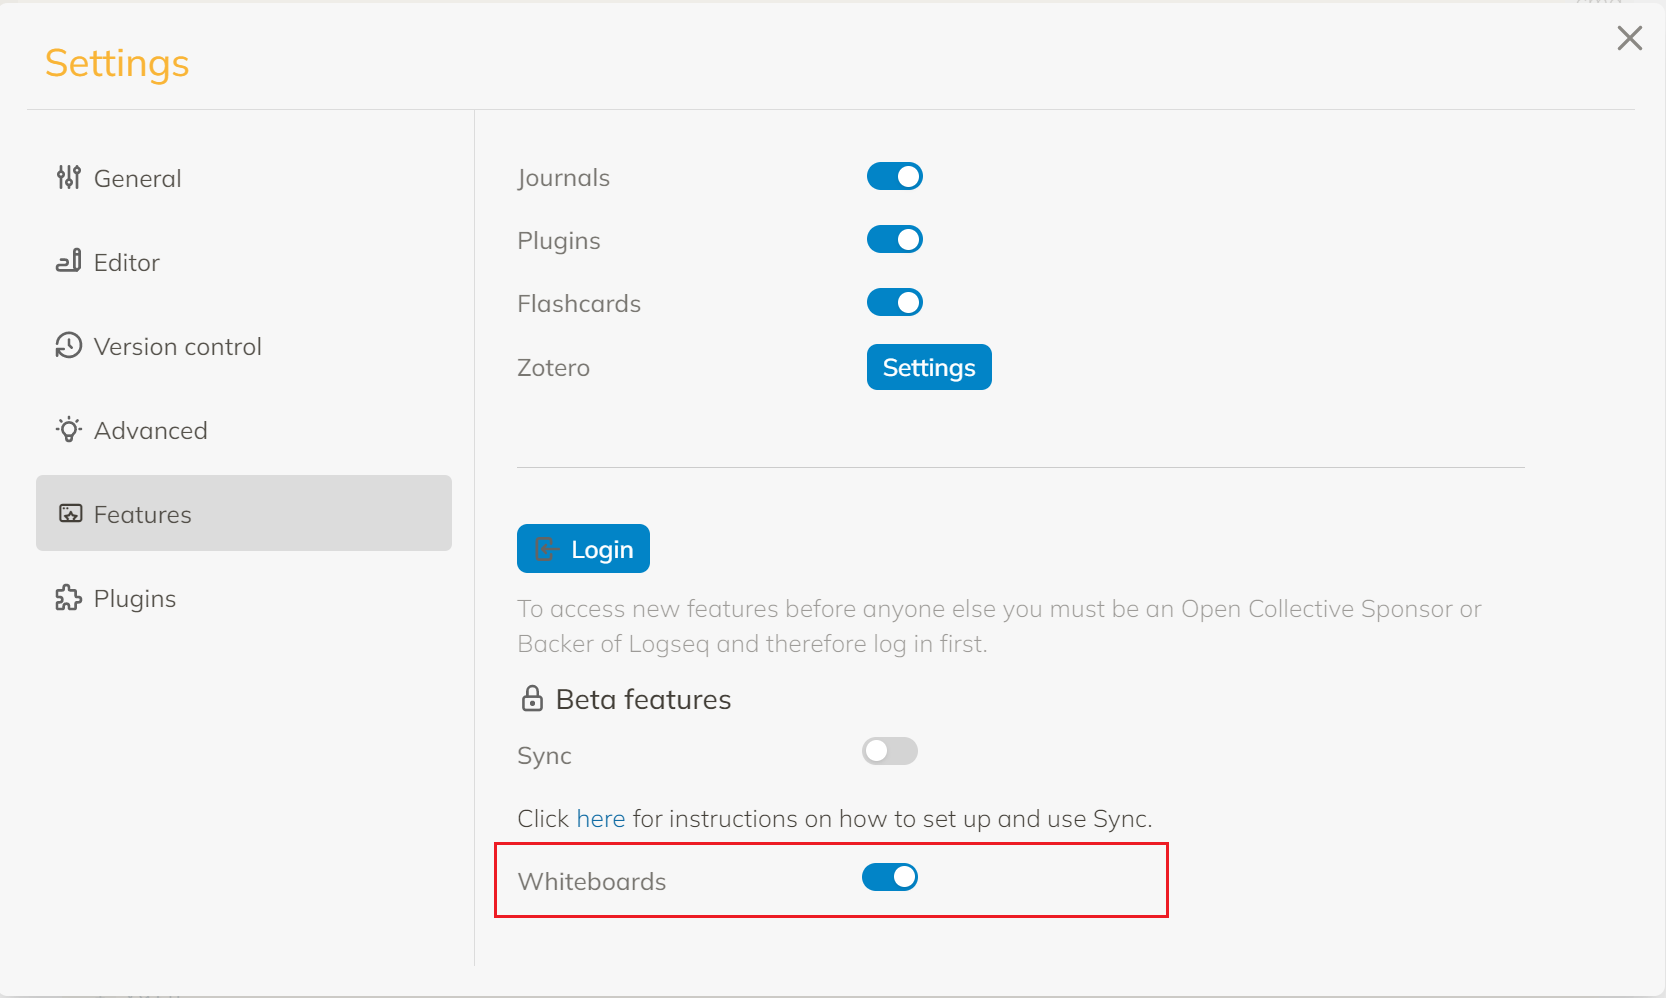 Settings
General
Editor
Version control
Advanced
Features
Plugins
Journals
Plugins
Flashcards
Zotero Settings
Login
To access new features before anyone else you must be an Open Collective Sponsor or
Backer of Logseq and therefore log in first.
Beta features
Sync
Click here for instructions on how to set up and use Sync.
Whiteboards